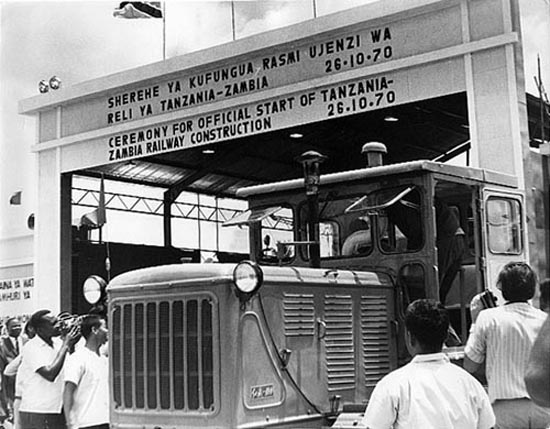 SHEREHE YA KUFUNGUA RASMI UJENZI WA
RELI YA TANZANIA-ZAMBIA 26·10·70
CEREMONY FOR OFFICIAL START OF TANZANIA-
ZAMBIA RAILWAY CONSTRUCTION 26·10·70